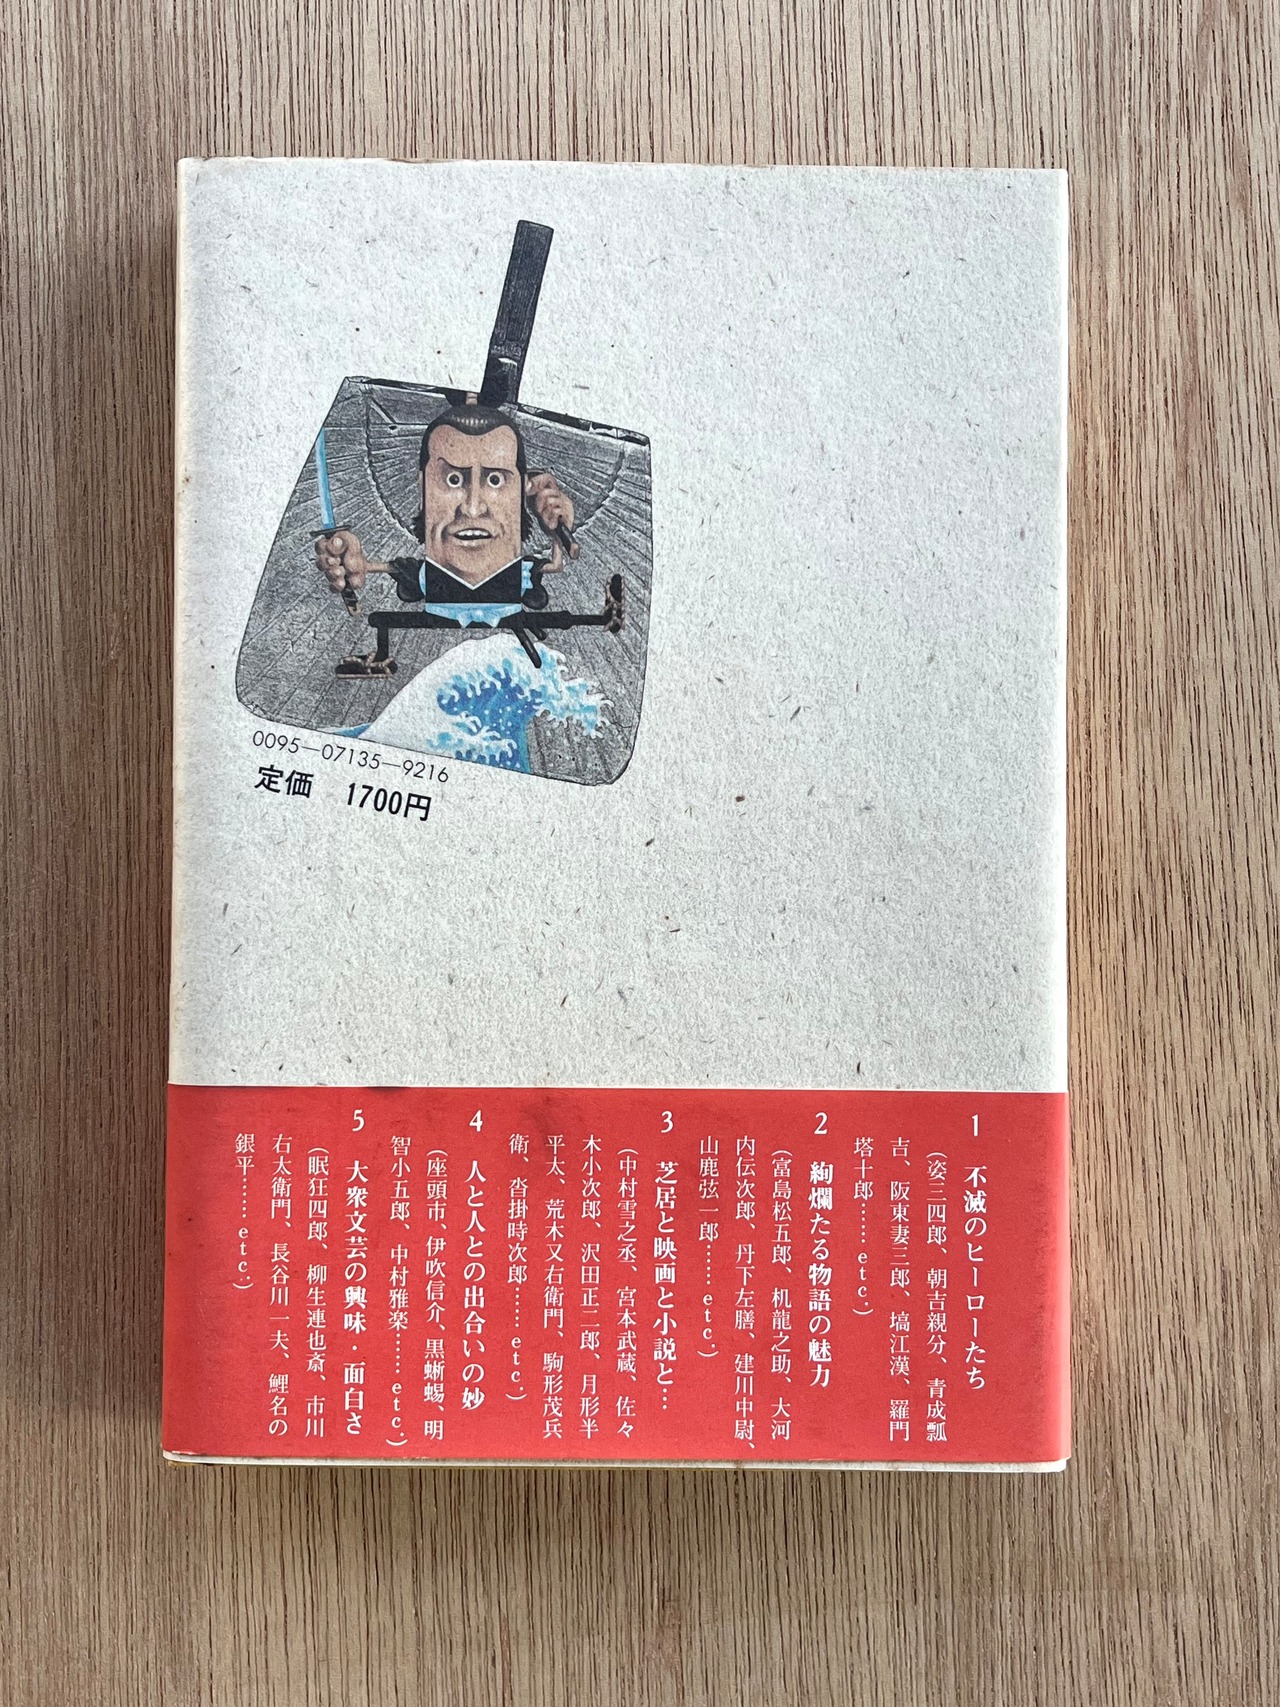 0095—07135—9216
定価 1700円
1 不滅のヒーローたち
(姿三四郎、朝吉親分、青成瓢
吉、阪東妻三郎、塙江漢、羅門
塔十郎……etc.)
2 絢爛たる物語の魅力
(富島松五郎、机龍之助、大河
内伝次郎、丹下左膳、建川中尉、
山鹿弦一郎……etc.)
3 芝居と映画と小説と…
(中村雪之丞、宮本武蔵、佐々
木小次郎、沢田正二郎、月形半
平太、荒木又右衛門、駒形茂兵
衛、沓掛時次郎……etc.)
4 人と人との出合いの妙
(座頭市、伊吹信介、黒蜥蜴、明
智小五郎、中村雅楽……etc.)
5 大衆文芸の興味・面白さ
(眠狂四郎、柳生連也斎、市川
右太衛門、長谷川一夫、鯉名の
銀平……etc.)